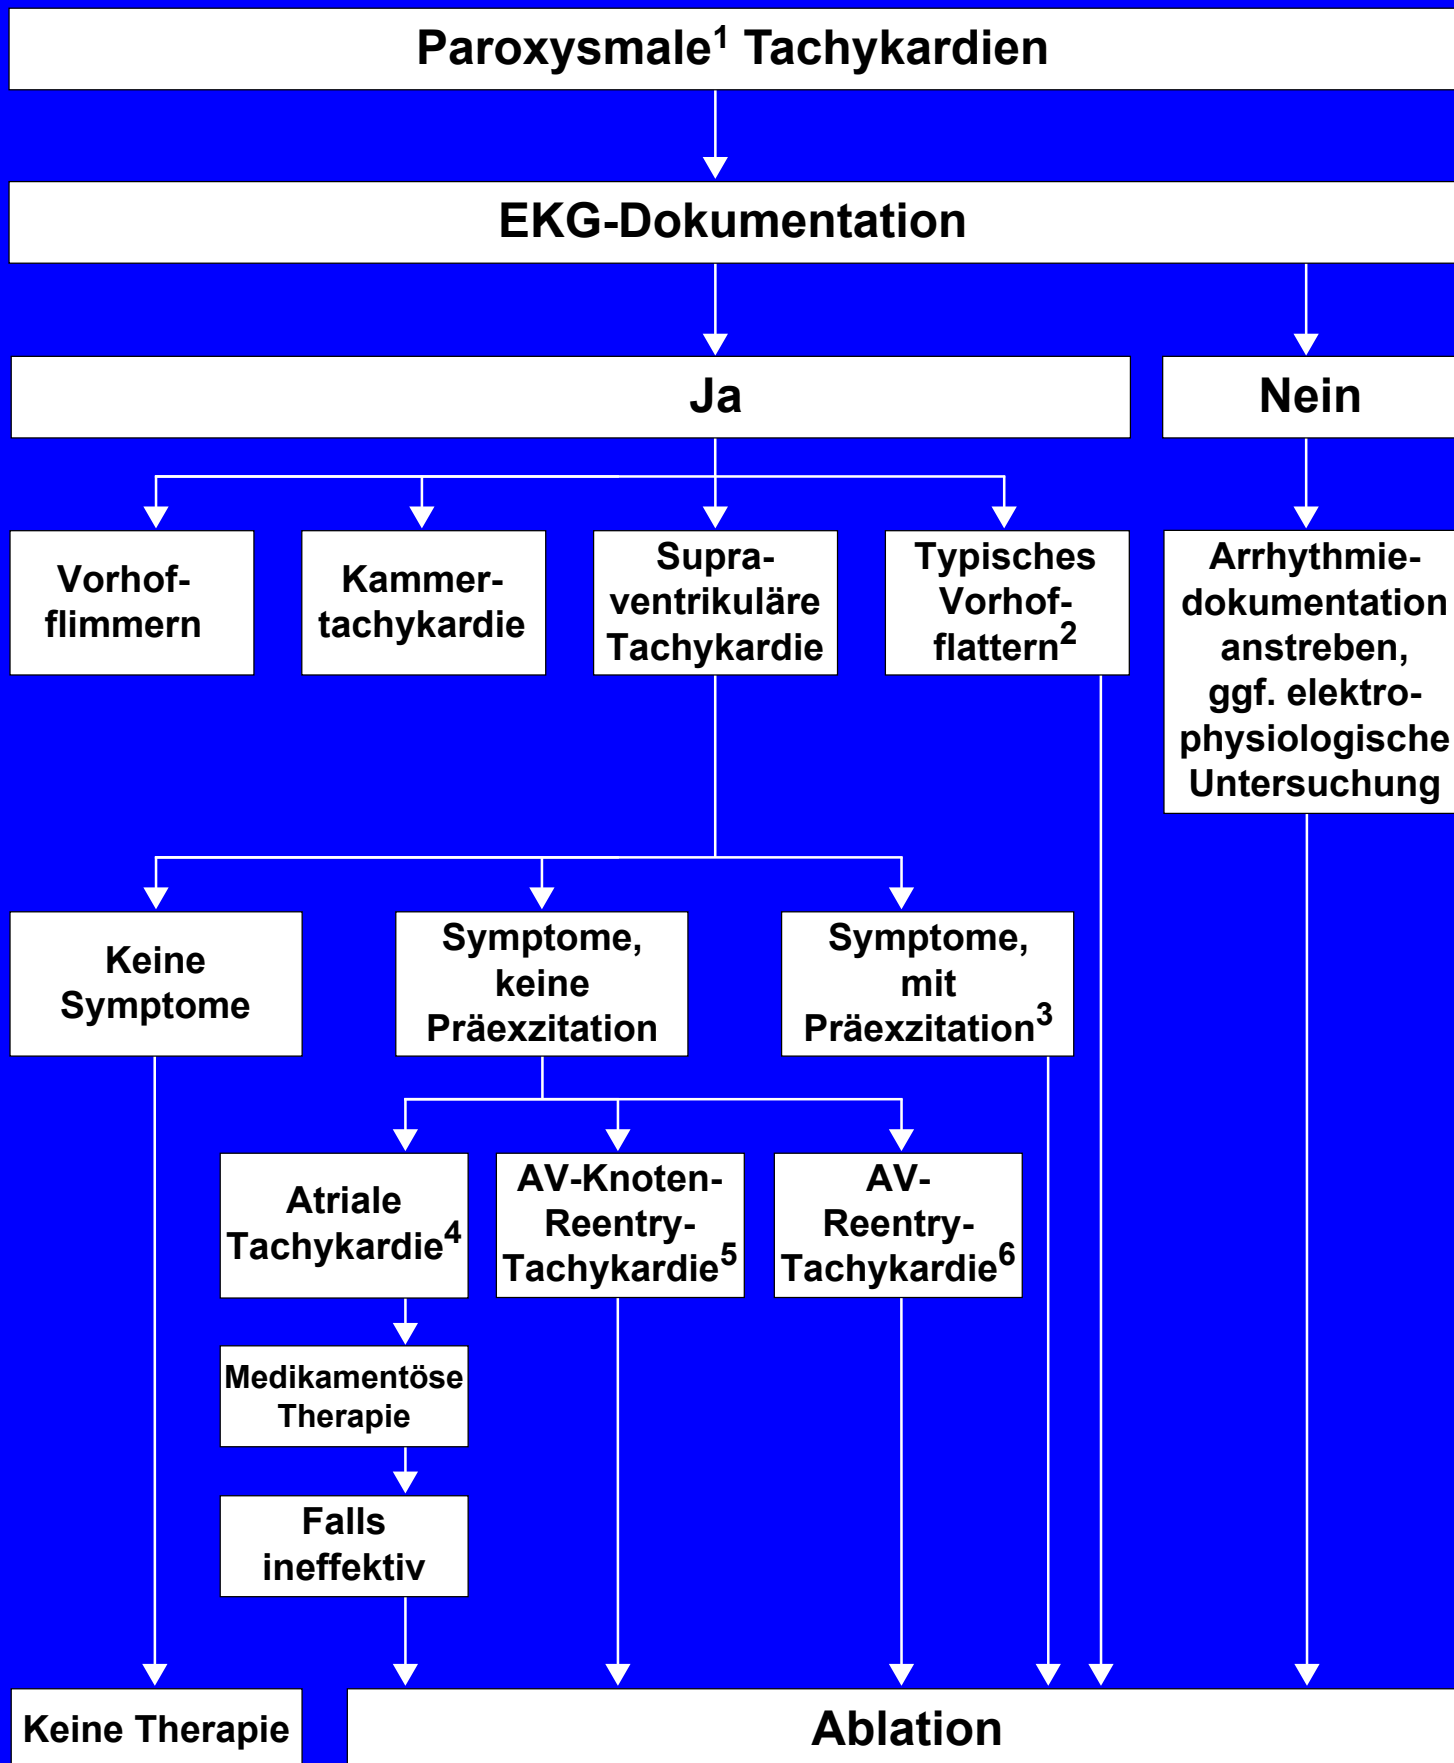 Paroxysmale¹ Tachykardien
EKG-Dokumentation
Ja
Nein
Vorhof-
flimmern
Kammer-
tachykardie
Supra-
ventrikuläre
Tachykardie
Typisches
Vorhof-
flattern²
Arrhythmie-
dokumentation
anstreben,
ggf. elektro-
physiologische
Untersuchung
Keine
Symptome
Symptome,
keine
Präexzitation
Symptome,
mit
Präexzitation³
Atriale
Tachykardie⁴
AV-Knoten-
Reentry-
Tachykardie⁵
AV-
Reentry-
Tachykardie⁶
Medikamentöse
Therapie
Falls
ineffektiv
Keine Therapie
Ablation